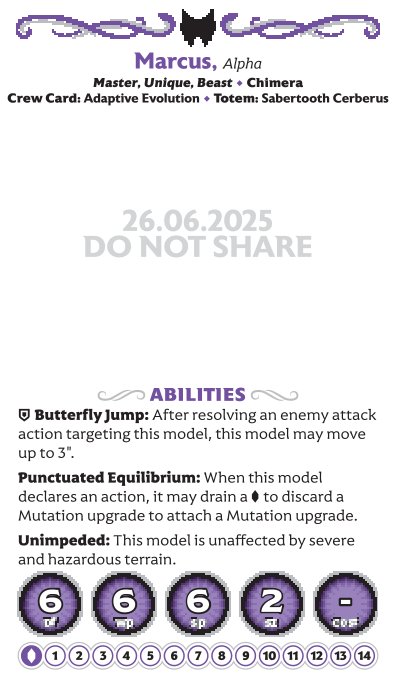 Marcus, Alpha
Master, Unique, Beast • Chimera
Crew Card: Adaptive Evolution • Totem: Sabertooth Cerberus
26.06.2025
DO NOT SHARE
ABILITIES
Butterfly Jump: After resolving an enemy attack
action targeting this model, this model may move
up to 3".
Punctuated Equilibrium: When this model
declares an action, it may drain a to discard a
Mutation upgrade to attach a Mutation upgrade.
Unimpeded: This model is unaffected by severe
and hazardous terrain.
6 6 6 2 -
Df Wp Sp Sz Cost
1 2 3 4 5 6 7 8 9 10 11 12 13 14